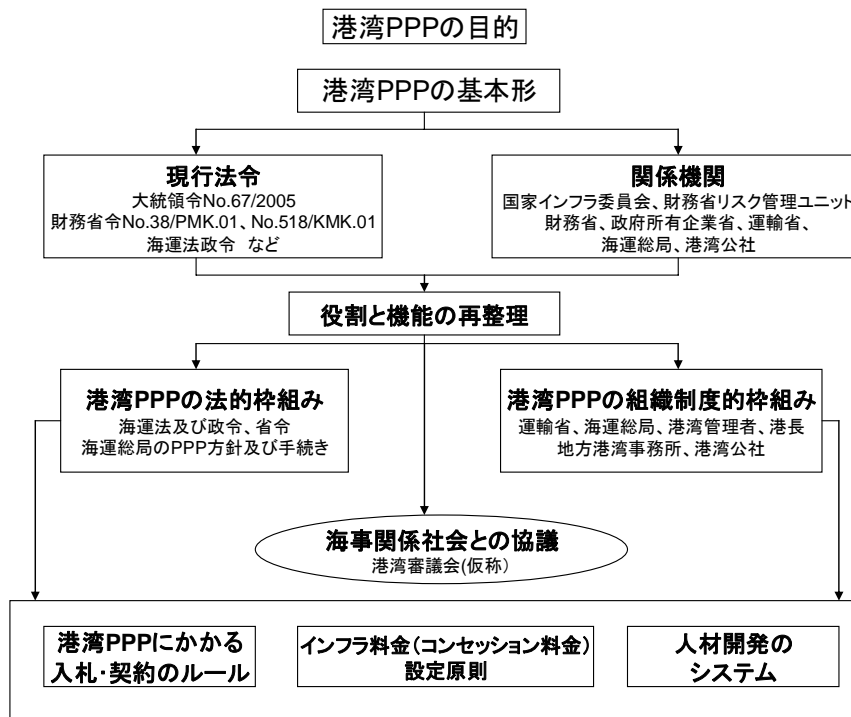 港湾PPPの目的
港湾PPPの基本形
現行法令
大統領令No.67/2005
財務省令No.38/PMK.01、No.518/KMK.01
海運法政令 など
関係機関
国家インフラ委員会、財務省リスク管理ユニット
財務省、政府所有企業省、運輸省、
海運総局、港湾公社
役割と機能の再整理
港湾PPPの法的枠組み
海運法及び政令、省令
海運総局のPPP方針及び手続き
港湾PPPの組織制度的枠組み
運輸省、海運総局、港湾管理者、港長
地方港湾事務所、港湾公社
海事関係社会との協議
港湾審議会(仮称)
港湾PPPにかかる
入札・契約のルール
インフラ料金(コンセッション料金)
設定原則
人材開発の
システム